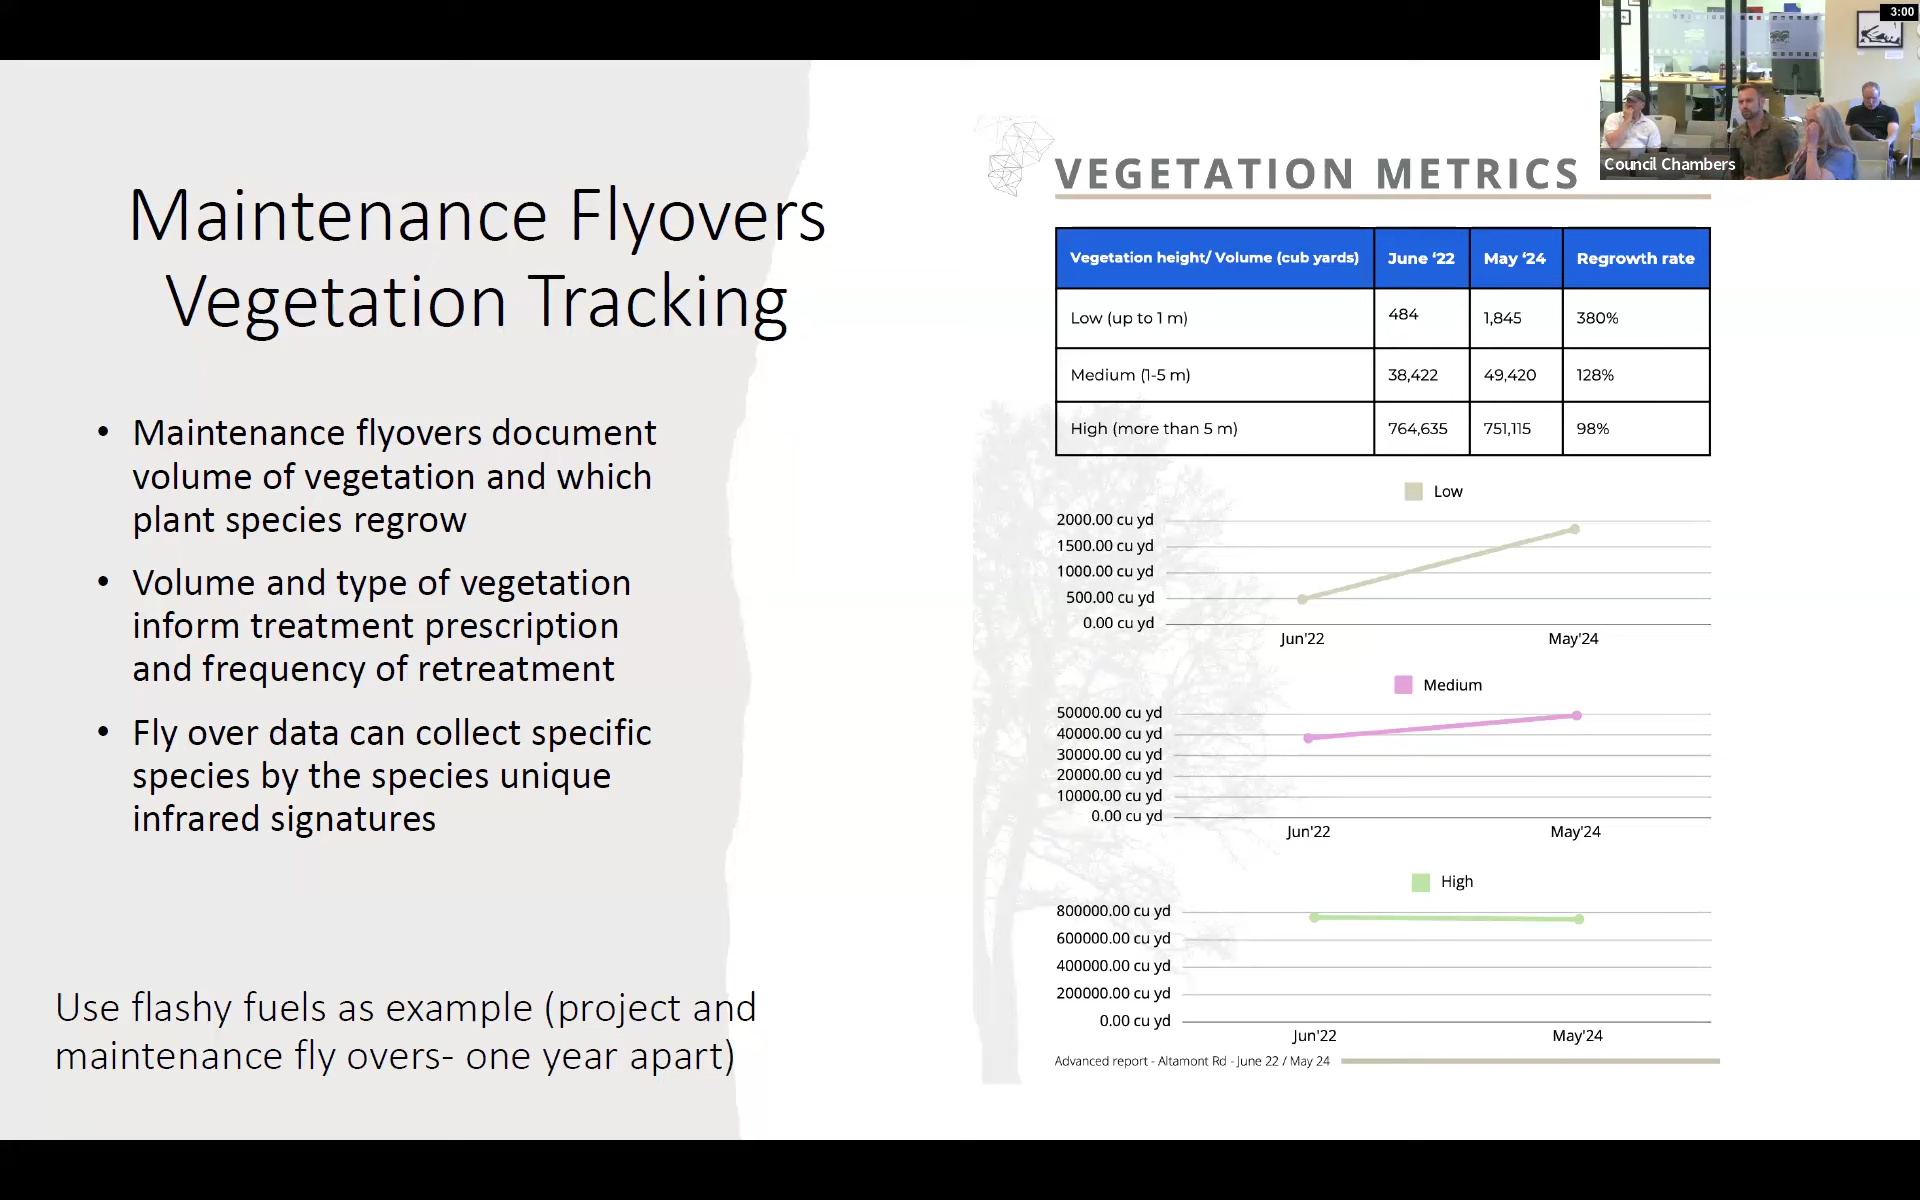 3:00
Council Chambers
Maintenance Flyovers
Vegetation Tracking
• Maintenance flyovers document
volume of vegetation and which
plant species regrow
• Volume and type of vegetation
inform treatment prescription
and frequency of retreatment
• Fly over data can collect specific
species by the species unique
infrared signatures
Use flashy fuels as example (project and
maintenance fly overs- one year apart)
VEGETATION METRICS
Vegetation height/ Volume (cub yards) June ‘22 May ‘24 Regrowth rate
Low (up to 1 m) 484 1,845 380%
Medium (1-5 m) 38,422 49,420 128%
High (more than 5 m) 764,635 751,115 98%
Low
2000.00 cu yd
1500.00 cu yd
1000.00 cu yd
500.00 cu yd
0.00 cu yd
Jun'22 May'24
Medium
50000.00 cu yd
40000.00 cu yd
30000.00 cu yd
20000.00 cu yd
10000.00 cu yd
0.00 cu yd
Jun'22 May'24
High
800000.00 cu yd
600000.00 cu yd
400000.00 cu yd
200000.00 cu yd
0.00 cu yd
Jun'22 May'24
Advanced report - Altamont Rd - June 22 / May 24